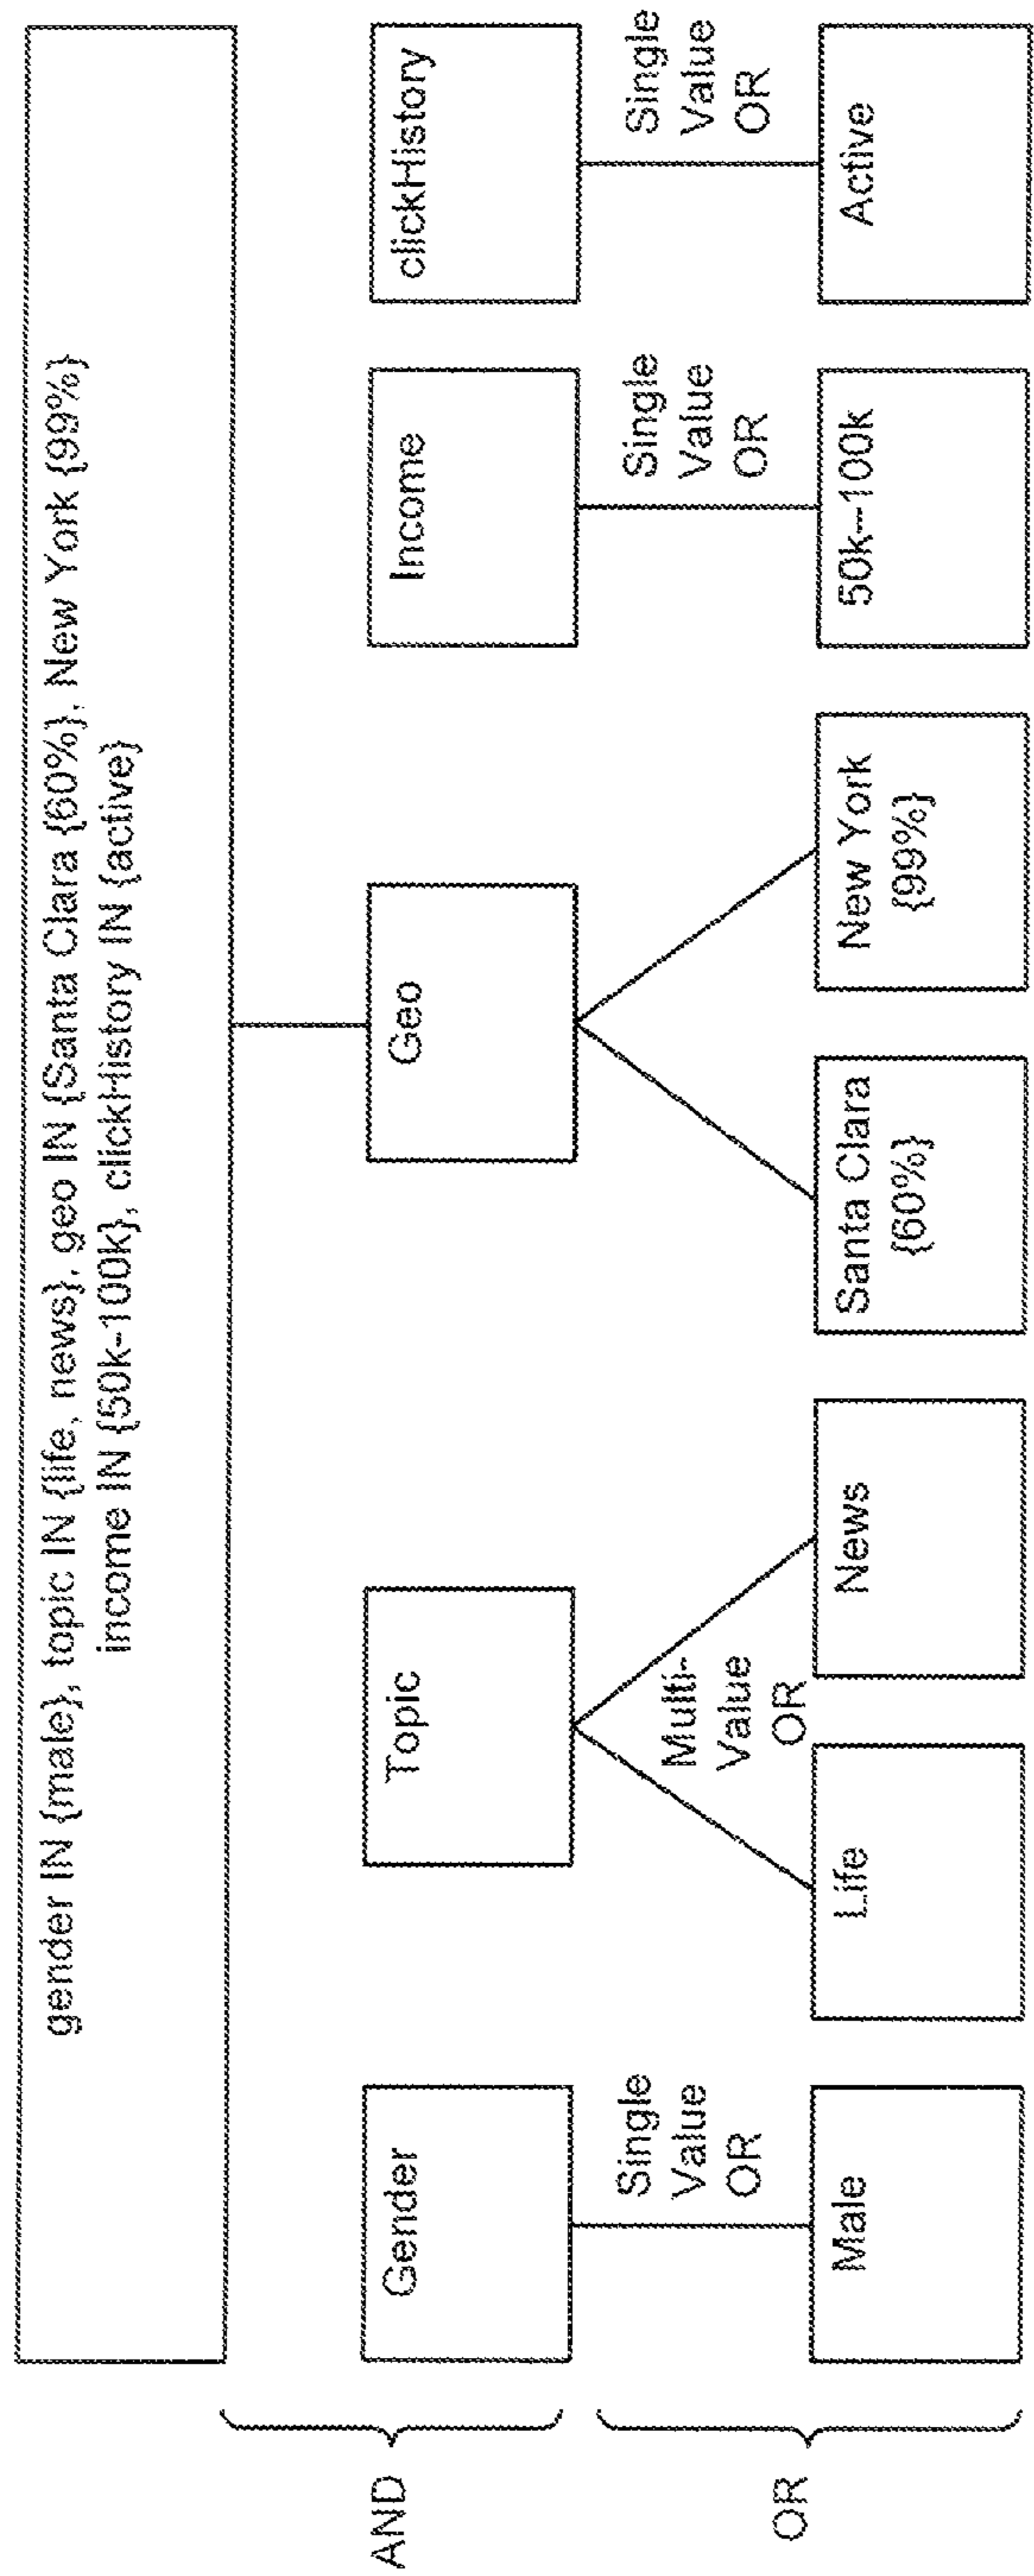 gender IN {male}, topic IN {life, news}, geo IN {Santa Clara {60%}, New York {99%}
income IN {50k-100k}, clickHistory IN {active}
AND
Gender
Topic
Geo
Income
clickHistory
OR
Single
Value
OR
Multi-
Value
OR
Single
Value
OR
Single
Value
OR
Male
Life
News
Santa Clara
{60%}
New York
{99%}
50k--100k
Active